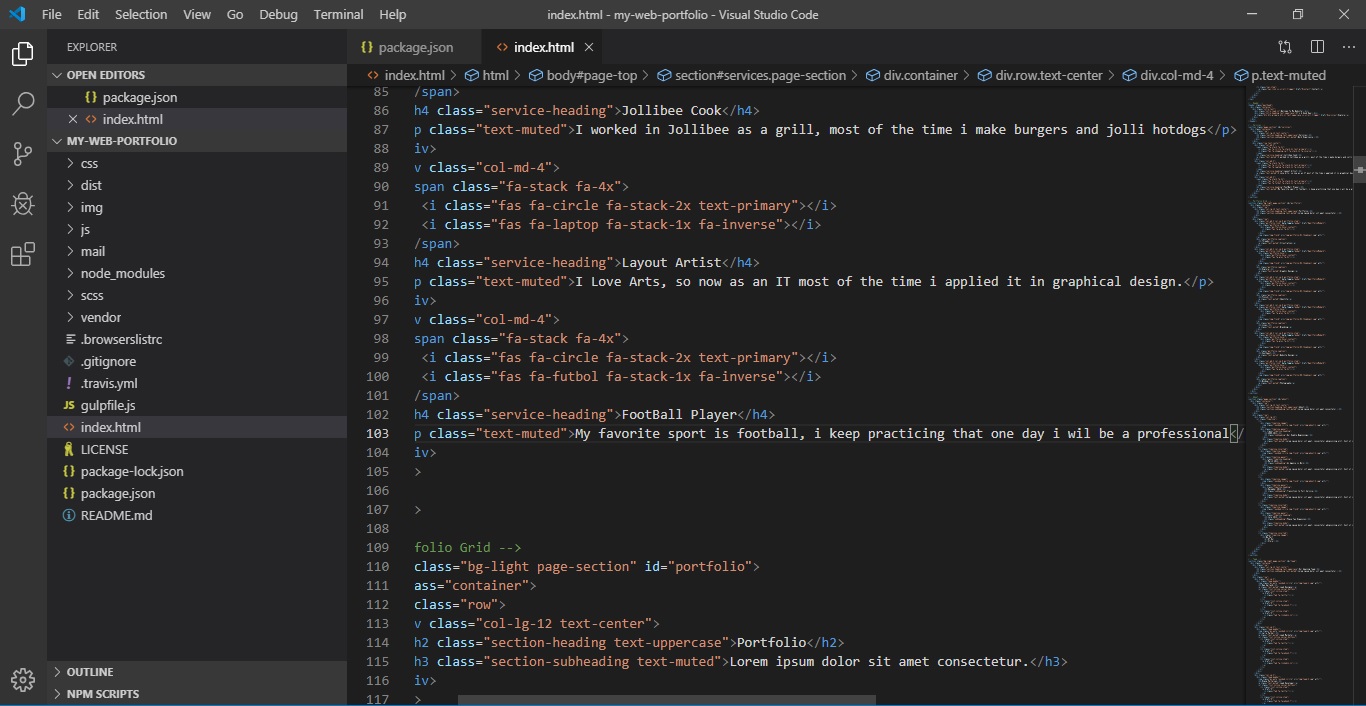 File Edit Selection View Go Debug Terminal Help index.html - my-web-portfolio - Visual Studio Code
EXPLORER
OPEN EDITORS
package.json
index.html
MY-WEB-PORTFOLIO
css
dist
img
js
mail
node_modules
scss
vendor
.browserslistrc
.gitignore
.travis.yml
JS gulpfile.js
index.html
LICENSE
{} package-lock.json
{} package.json
README.md
OUTLINE
NPM SCRIPTS
{} package.json <> index.html
<> index.html > html > body#page-top > section#services.page-section > div.container > div.row.text-center > div.col-md-4 > p.text-muted
85 /span>
86 h4 class="service-heading">Jollibee Cook</h4>
87 p class="text-muted">I worked in Jollibee as a grill, most of the time i make burgers and jolli hotdogs</p>
88 iv>
89 v class="col-md-4">
90 span class="fa-stack fa-4x">
91 <i class="fas fa-circle fa-stack-2x text-primary"></i>
92 <i class="fas fa-laptop fa-stack-1x fa-inverse"></i>
93 /span>
94 h4 class="service-heading">Layout Artist</h4>
95 p class="text-muted">I Love Arts, so now as an IT most of the time i applied it in graphical design.</p>
96 iv>
97 v class="col-md-4">
98 span class="fa-stack fa-4x">
99 <i class="fas fa-circle fa-stack-2x text-primary"></i>
100 <i class="fas fa-futbol fa-stack-1x fa-inverse"></i>
101 /span>
102 h4 class="service-heading">FootBall Player</h4>
103 p class="text-muted">My favorite sport is football, i keep practicing that one day i wil be a professional</
104 iv>
105 >
106
107 >
108
109 folio Grid -->
110 class="bg-light page-section" id="portfolio">
111 ass="container">
112 class="row">
113 v class="col-lg-12 text-center">
114 h2 class="section-heading text-uppercase">Portfolio</h2>
115 h3 class="section-subheading text-muted">Lorem ipsum dolor sit amet consectetur.</h3>
116 iv>
117 >